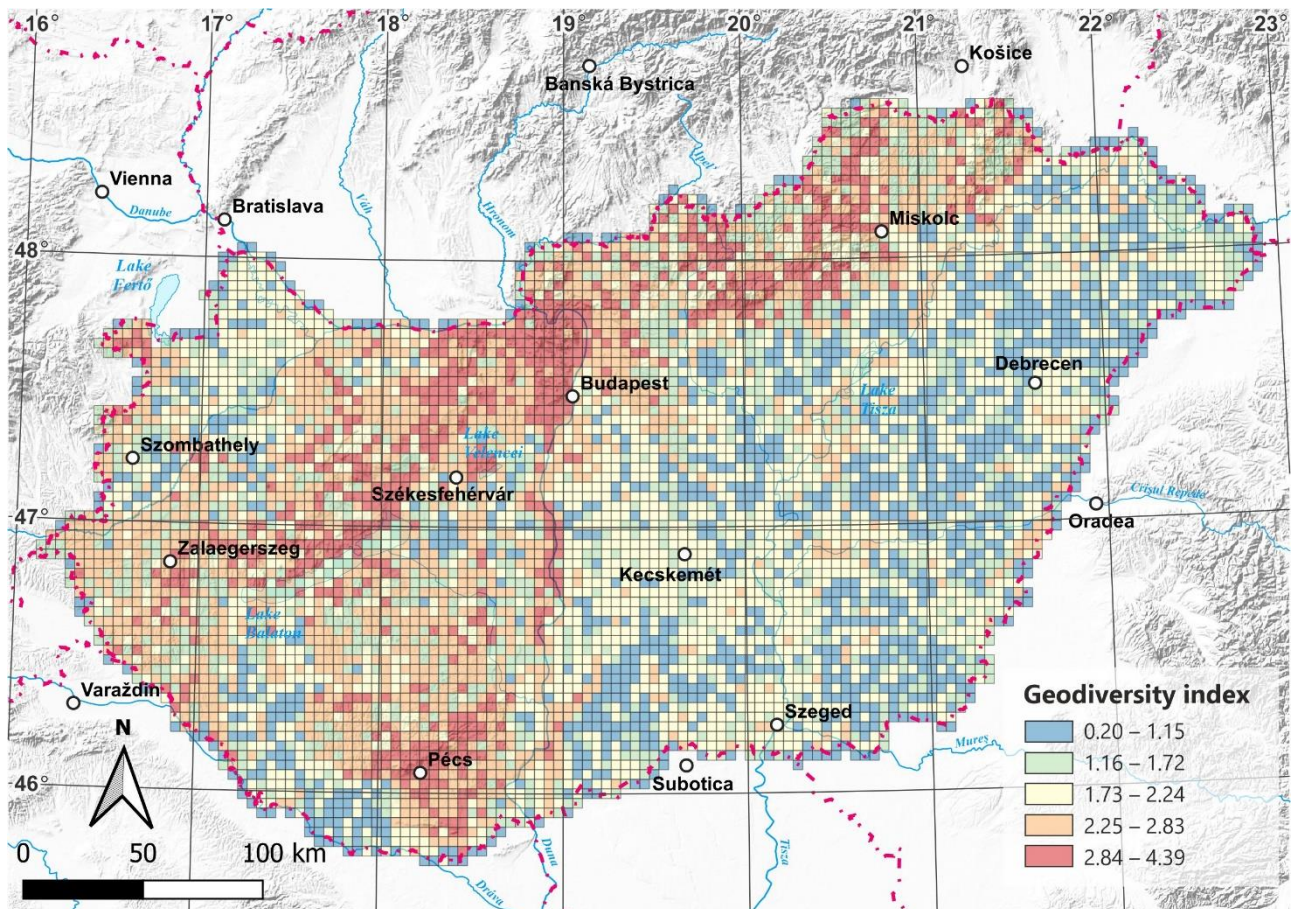 16° 17° 18° 19° 20° 21° 22° 23°
Košice
Banská Bystrica
Vienna
Danube
Bratislava
Váh
Hronom
Ipel'
Miskolc
48°
Lake
Fertő
Debrecen
Budapest
Lake
Tisza
Szombathely
Lake
Velencei
Székesfehérvár
47°
Crișul Repede
Oradea
Zalaegerszeg
Kecskemét
Lake
Balaton
Varaždin
Szeged
Mureș
Pécs
Subotica
46°
N
Duna
Dráva
Tisza
0 50 100 km
Geodiversity index
0.20 – 1.15
1.16 – 1.72
1.73 – 2.24
2.25 – 2.83
2.84 – 4.39